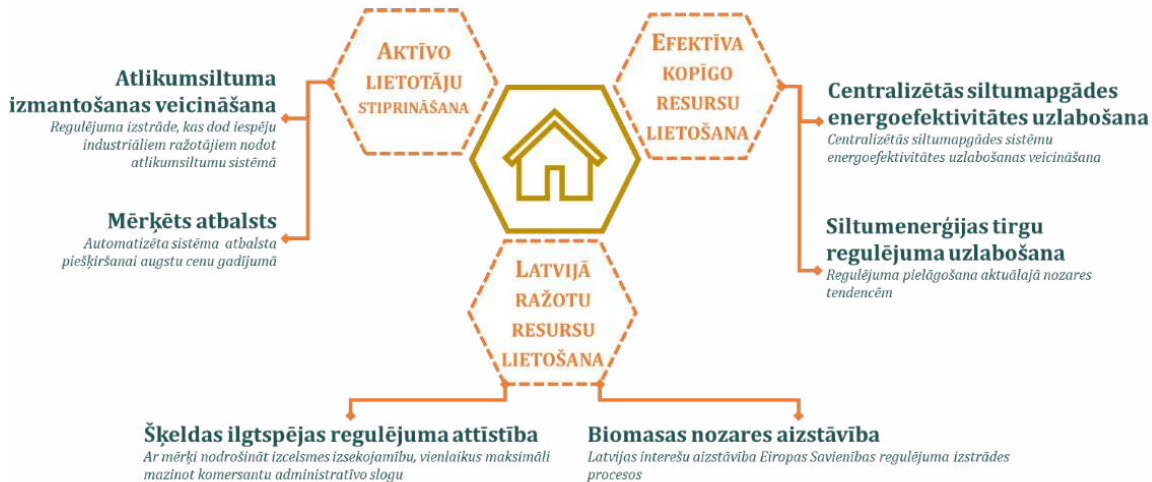 AKTĪVO
LIETOTĀJU
STIPRINĀŠANA
Atlikumsiltuma
izmantošanas veicināšana
Regulējuma izstrāde, kas dod iespēju
industriāliem ražotājiem nodot
atlikumsiltumu sistēmā
Mērķēts atbalsts
Automatizēta sistēma atbalsta
piešķiršanai augstu cenu gadījumā
EFEKTĪVA
KOPĪGO
RESURSU
LIETOŠANA
Centralizētās siltumapgādes
energoefektivitātes uzlabošana
Centralizētās siltumapgādes sistēmu
energoefektivitātes uzlabošanas veicināšana
Siltumenerģijas tirgu
regulējuma uzlabošana
Regulējuma pielāgošana aktuālajā nozares
tendencēm
LATVIJĀ
RAŽOTU
RESURSU
LIETOŠANA
Šķeldas ilgtspējas regulējuma attīstība
Ar mērķi nodrošināt izcelsmes izsekojamību, vienlaikus maksimāli
mazinot komersantu administratīvo slogu
Biomasas nozares aizstāvība
Latvijas interešu aizstāvība Eiropas Savienības regulējuma izstrādes
procesos